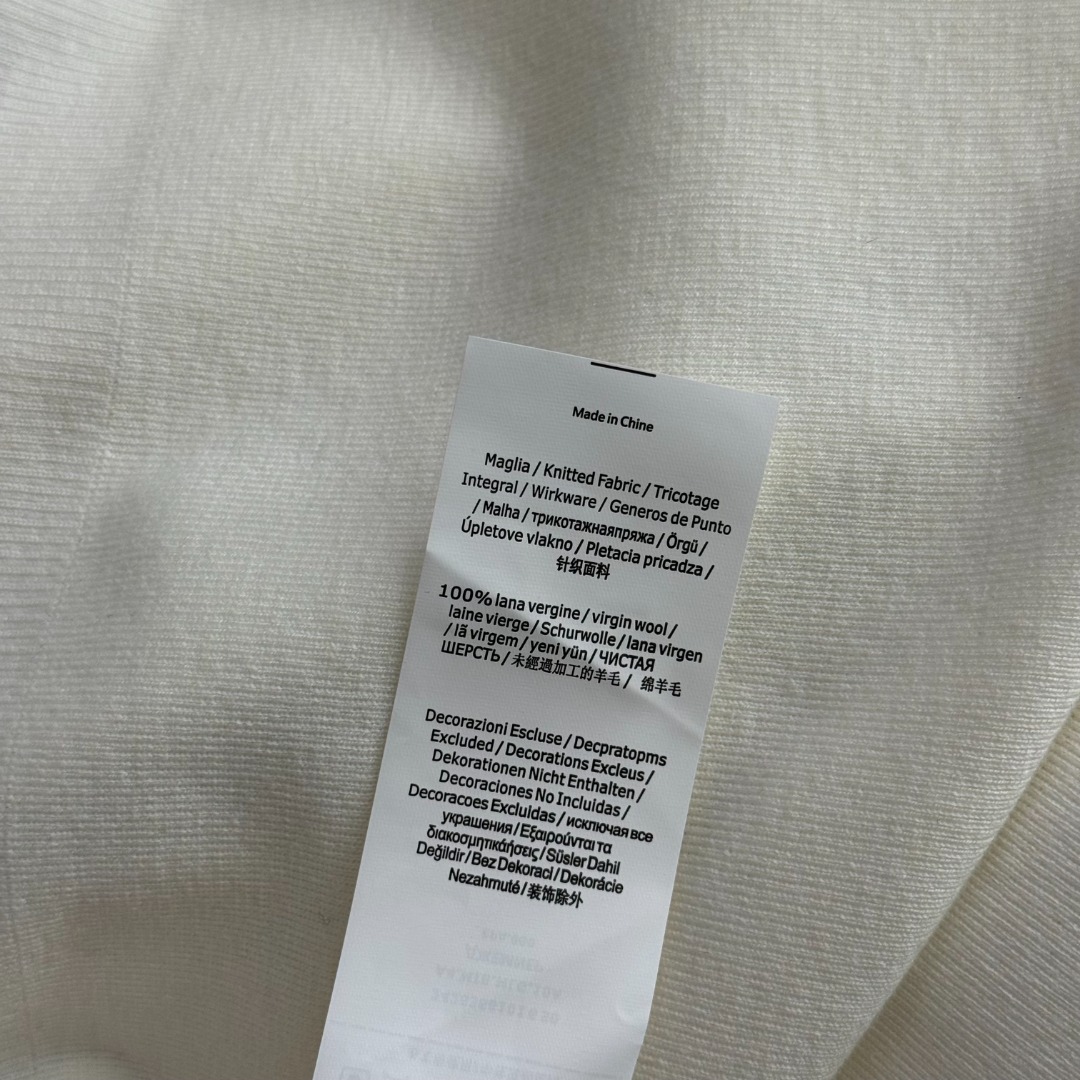 Made in Chine
Maglia / Knitted Fabric / Tricotage
Integral / Wirkware / Generos de Punto
/ Malha / трикотажнаяпряжа / Örgü /
Úpletove vlakno / Pletacia pricadza /
针织面料
100% lana vergine / virgin wool /
laine vierge / Schurwolle / lana virgen
/ lã virgem / yeni yün / ЧИСТАЯ
ШЕРСТЬ / 未經過加工的羊毛 / 绵羊毛
Decorazioni Escluse / Decpratopms
Excluded / Decorations Excleus /
Dekorationen Nicht Enthalten /
Decoraciones No Incluidas /
Decoracoes Excluidas / исключая все
украшения / Εξαιρούνται τα
διακοσμητικάήσεις / Süsler Dahil
Değildir / Bez Dekoraci / Dekorácie
Nezahmuté / 装饰除外